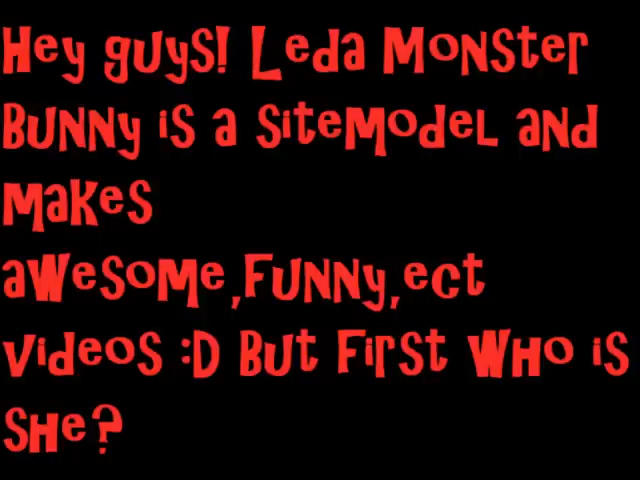 Hey guys! Leda Monster
Bunny is a sitemodel and
makes
awesome,Funny,ect
videos :D But First Who is
she?